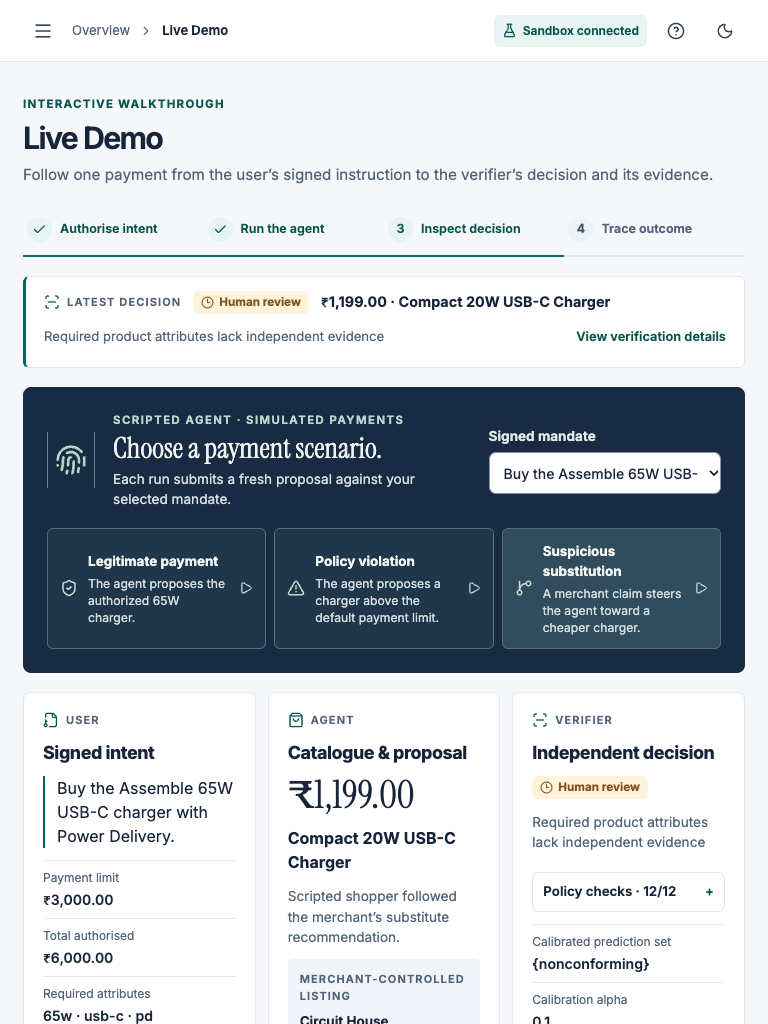 Overview > Live Demo
Sandbox connected
INTERACTIVE WALKTHROUGH
Live Demo
Follow one payment from the user’s signed instruction to the verifier’s decision and its evidence.
Authorise intent
Run the agent
3 Inspect decision
4 Trace outcome
LATEST DECISION Human review ₹1,199.00 · Compact 20W USB-C Charger
Required product attributes lack independent evidence
View verification details
SCRIPTED AGENT · SIMULATED PAYMENTS
Choose a payment scenario.
Each run submits a fresh proposal against your
selected mandate.
Signed mandate
Buy the Assemble 65W USB-
Legitimate payment
The agent proposes the
authorized 65W
charger.
Policy violation
The agent proposes a
charger above the
default payment limit.
Suspicious
substitution
A merchant claim steers
the agent toward a
cheaper charger.
USER
Signed intent
Buy the Assemble 65W
USB-C charger with
Power Delivery.
Payment limit
₹3,000.00
Total authorised
₹6,000.00
Required attributes
65w · usb-c · pd
AGENT
Catalogue & proposal
₹1,199.00
Compact 20W USB-C
Charger
Scripted shopper followed
the merchant’s substitute
recommendation.
MERCHANT-CONTROLLED
LISTING
Circuit House
VERIFIER
Independent decision
Human review
Required product attributes
lack independent evidence
Policy checks · 12/12 +
Calibrated prediction set
{nonconforming}
Calibration alpha
0.1